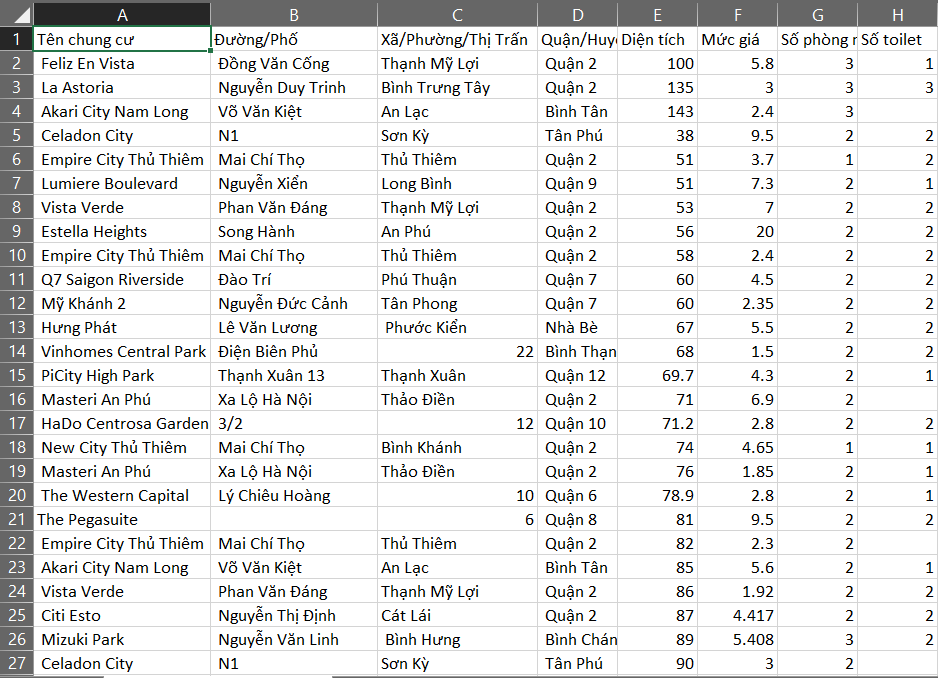 A B C D E F G H
1 Tên chung cư Đường/Phố Xã/Phường/Thị Trấn Quận/Huy Diện tích Mức giá Số phòng n Số toilet
2 Feliz En Vista Đồng Văn Cống Thạnh Mỹ Lợi Quận 2 100 5.8 3 1
3 La Astoria Nguyễn Duy Trinh Bình Trưng Tây Quận 2 135 3 3 3
4 Akari City Nam Long Võ Văn Kiệt An Lạc Bình Tân 143 2.4 3
5 Celadon City N1 Sơn Kỳ Tân Phú 38 9.5 2 2
6 Empire City Thủ Thiêm Mai Chí Thọ Thủ Thiêm Quận 2 51 3.7 1 2
7 Lumiere Boulevard Nguyễn Xiển Long Bình Quận 9 51 7.3 2 1
8 Vista Verde Phan Văn Đáng Thạnh Mỹ Lợi Quận 2 53 7 2 2
9 Estella Heights Song Hành An Phú Quận 2 56 20 2 2
10 Empire City Thủ Thiêm Mai Chí Thọ Thủ Thiêm Quận 2 58 2.4 2 2
11 Q7 Saigon Riverside Đào Trí Phú Thuận Quận 7 60 4.5 2 2
12 Mỹ Khánh 2 Nguyễn Đức Cảnh Tân Phong Quận 7 60 2.35 2 2
13 Hưng Phát Lê Văn Lương Phước Kiển Nhà Bè 67 5.5 2 2
14 Vinhomes Central Park Điện Biên Phủ 22 Bình Thạn 68 1.5 2 2
15 PiCity High Park Thạnh Xuân 13 Thạnh Xuân Quận 12 69.7 4.3 2 1
16 Masteri An Phú Xa Lộ Hà Nội Thảo Điền Quận 2 71 6.9 2
17 HaDo Centrosa Garden 3/2 12 Quận 10 71.2 2.8 2 2
18 New City Thủ Thiêm Mai Chí Thọ Bình Khánh Quận 2 74 4.65 1 1
19 Masteri An Phú Xa Lộ Hà Nội Thảo Điền Quận 2 76 1.85 2 1
20 The Western Capital Lý Chiêu Hoàng 10 Quận 6 78.9 2.8 2 1
21 The Pegasuite 6 Quận 8 81 9.5 2 2
22 Empire City Thủ Thiêm Mai Chí Thọ Thủ Thiêm Quận 2 82 2.3 2
23 Akari City Nam Long Võ Văn Kiệt An Lạc Bình Tân 85 5.6 2 1
24 Vista Verde Phan Văn Đáng Thạnh Mỹ Lợi Quận 2 86 1.92 2 2
25 Citi Esto Nguyễn Thị Định Cát Lái Quận 2 87 4.417 2 2
26 Mizuki Park Nguyễn Văn Linh Bình Hưng Bình Chán 89 5.408 3 2
27 Celadon City N1 Sơn Kỳ Tân Phú 90 3 2